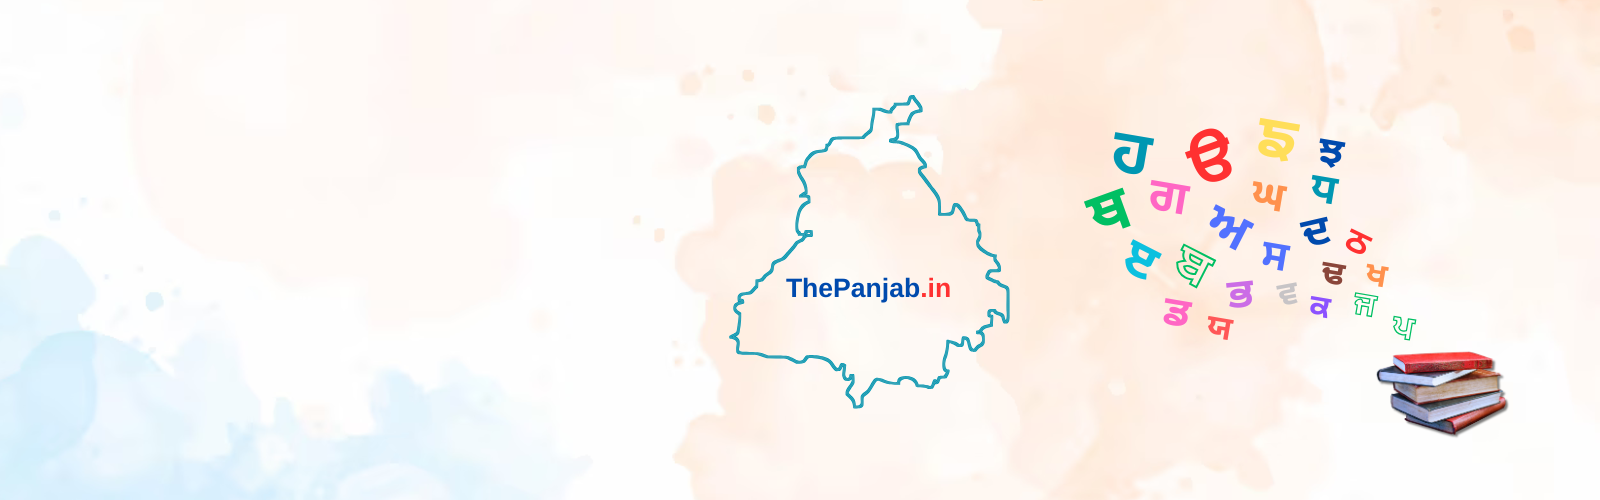 ThePanjab.in
ਹ
ੳ
ਙ
ਝ
ਥ
ਗ
ਘ
ਧ
ਅ
ਦ
ਠ
ੲ
ਬ
ਸ
ਢ
ਖ
ਡ
ਭ
ਵ
ਕ
ਜ
ਪ
ਯ